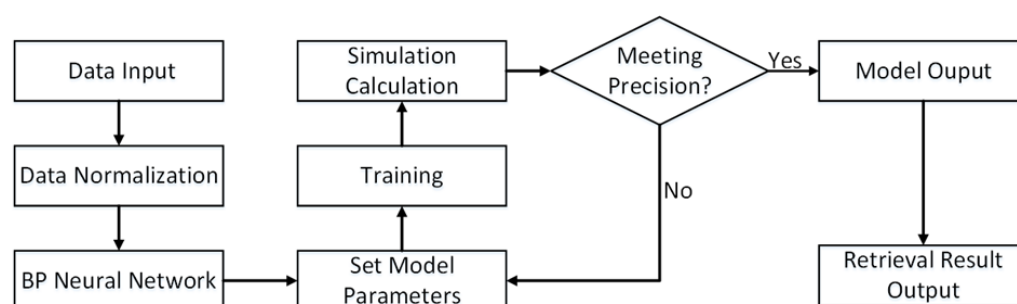 Data Input
Data Normalization
BP Neural Network
Set Model
Parameters
Training
Simulation
Calculation
Meeting
Precision?
Yes
No
Model Ouput
Retrieval Result
Output